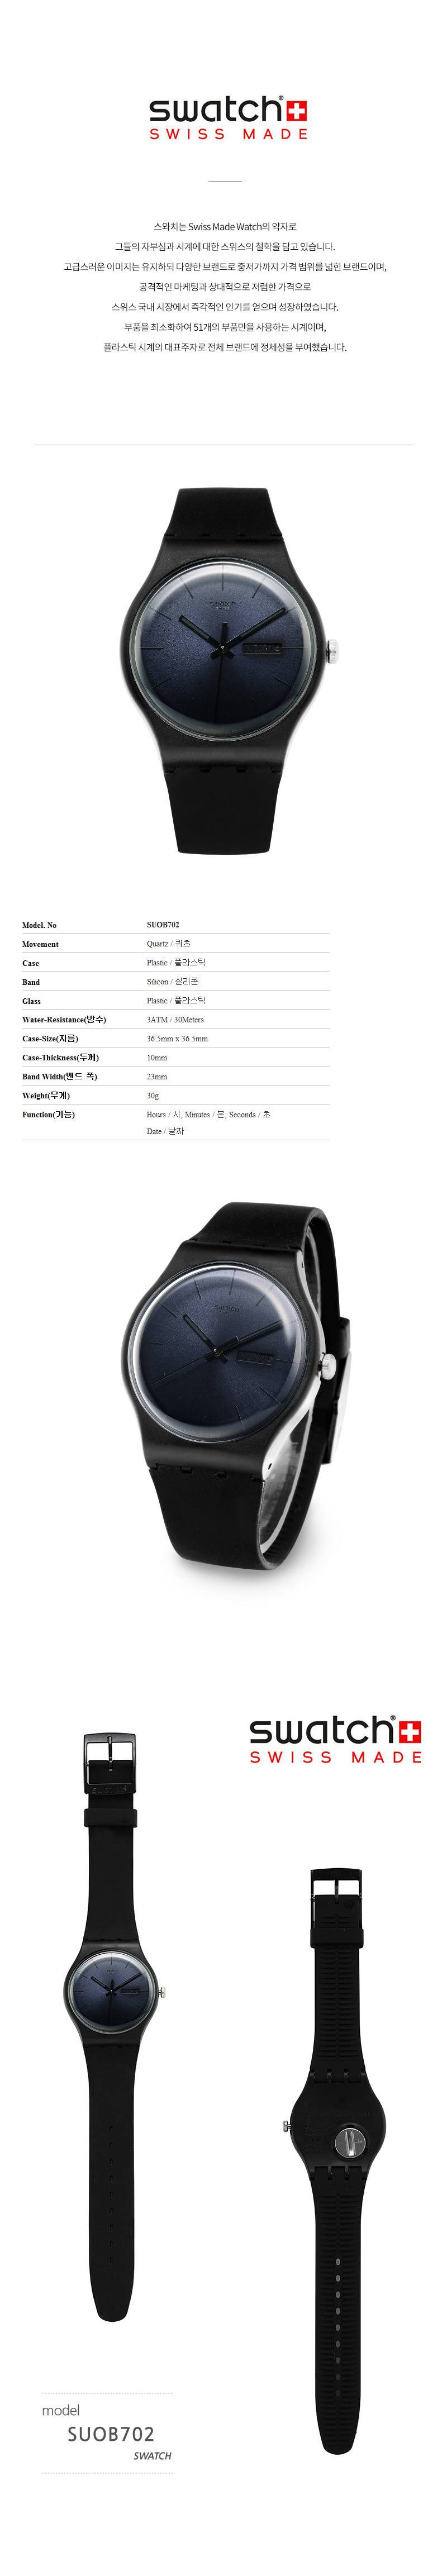 swatch
SWISS MADE
스와치는 Swiss Made Watch의 약자로
그들의 자부심과 시계에 대한 스위스의 철학을 담고 있습니다.
고급스러운 이미지는 유지하되 다양한 브랜드로 중저가까지 가격 범위를 넓힌 브랜드이며,
공격적인 마케팅과 상대적으로 저렴한 가격으로
스위스 국내 시장에서 즉각적인 인기를 얻으며 성장하였습니다.
부품을 최소화하여 51개의 부품만을 사용하는 시계이며,
플라스틱 시계의 대표주자로 전체 브랜드에 정체성을 부여했습니다.
swatch
Model. No SUOB702
Movement Quartz / 쿼츠
Case Plastic / 플라스틱
Band Silicon / 실리콘
Glass Plastic / 플라스틱
Water-Resistance(방수) 3ATM / 30Meters
Case-Size(지름) 36.5mm x 36.5mm
Case-Thickness(두께) 10mm
Band Width(밴드 폭) 23mm
Weight(무게) 30g
Function(기능) Hours / 시, Minutes / 분, Seconds / 초
Date / 날짜
swatch
SWISS MADE
model
SUOB702
SWATCH